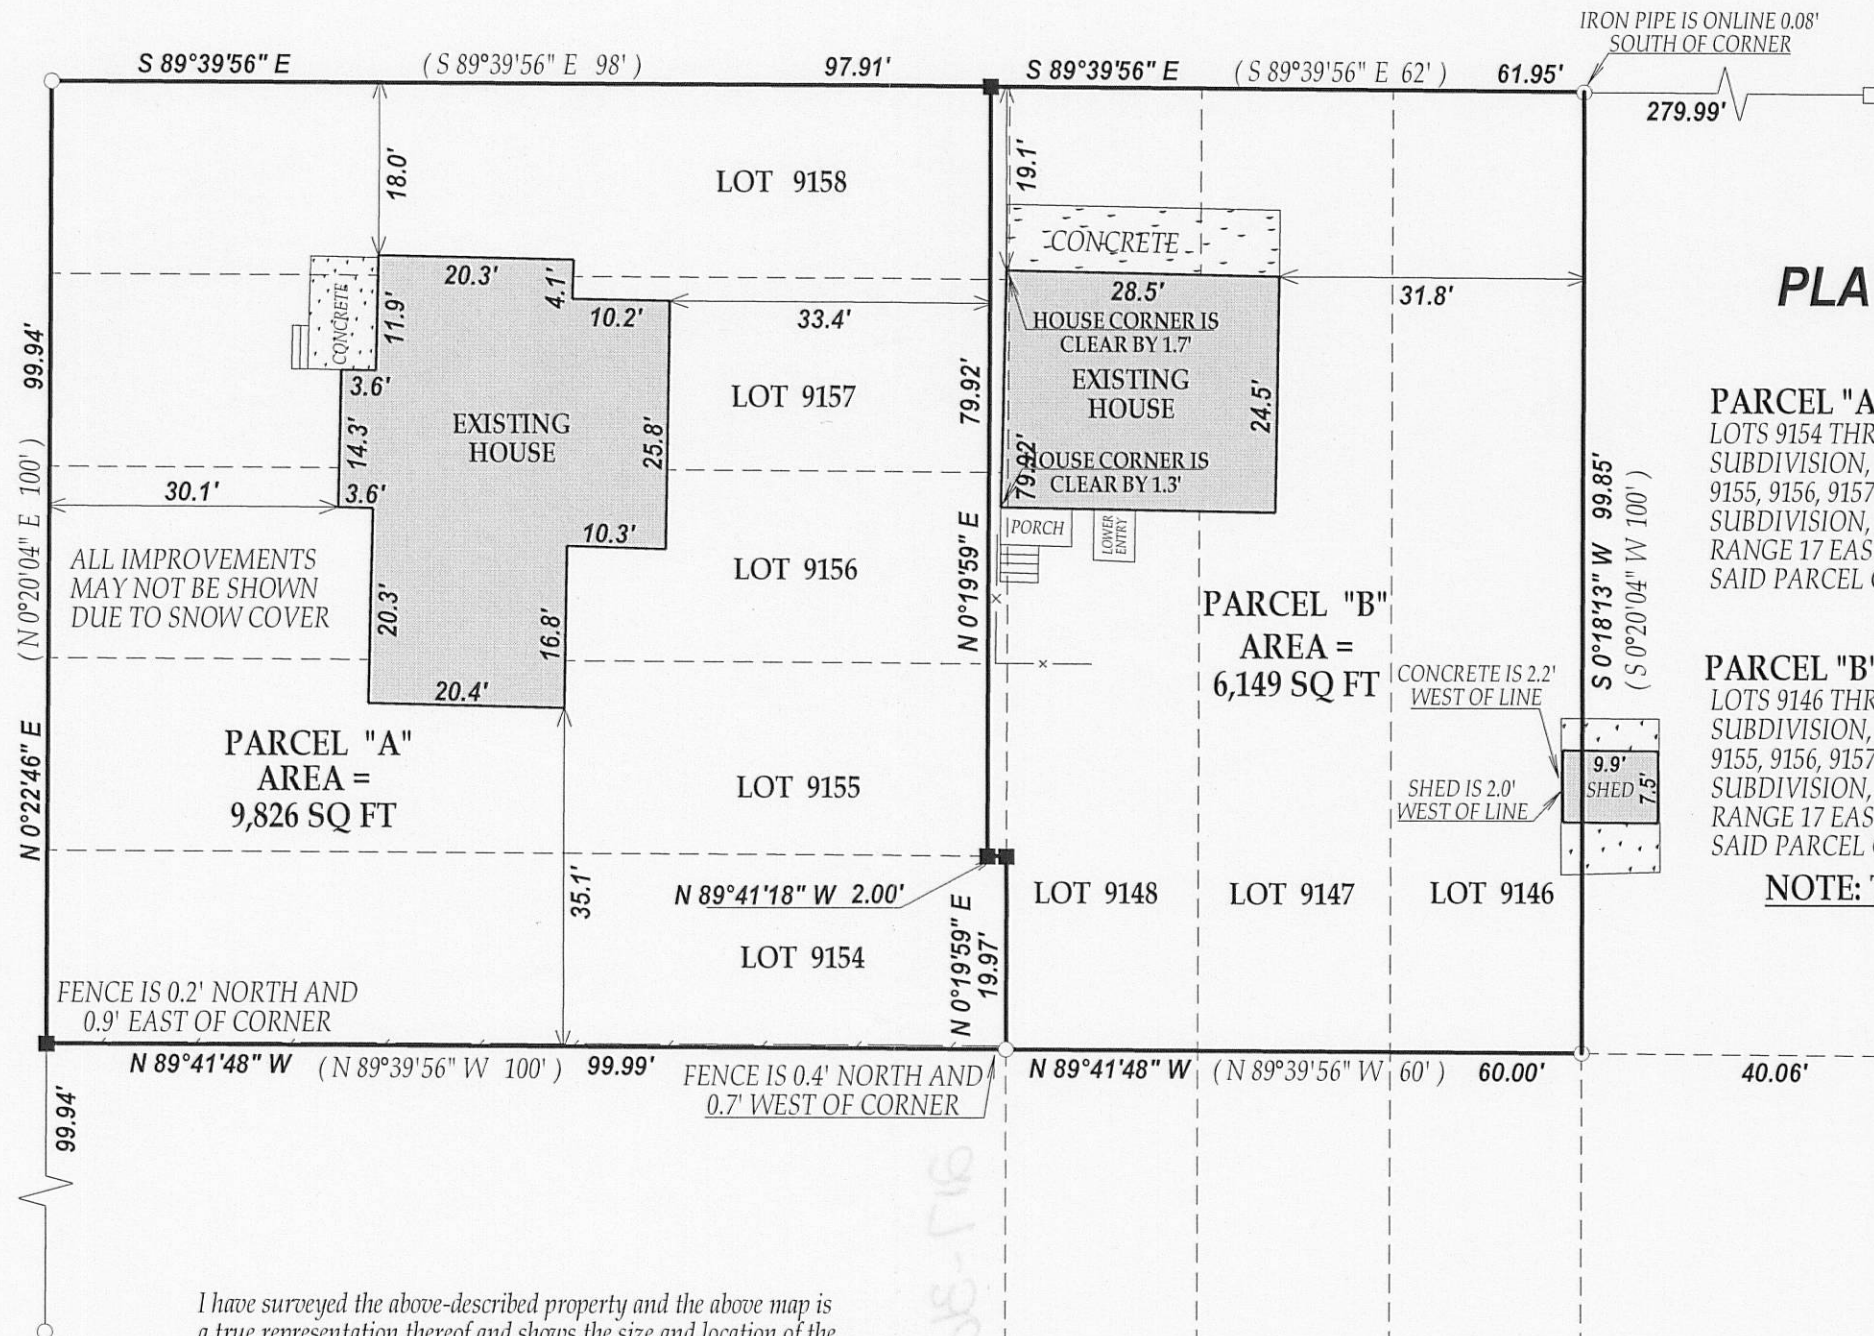 IRON PIPE IS ONLINE 0.08'
SOUTH OF CORNER
S 89°39'56" E
( S 89°39'56" E 98' )
97.91'
S 89°39'56" E
( S 89°39'56" E 62' )
61.95'
279.99'
18.0'
LOT 9158
19.1'
CONCRETE
20.3'
4.1'
10.2'
33.4'
28.5'
31.8'
PLA
CONCRETE
11.9'
HOUSE CORNER IS
CLEAR BY 1.7'
99.94'
3.6'
LOT 9157
79.92'
EXISTING
HOUSE
24.5'
PARCEL "A
LOTS 9154 THR
SUBDIVISION,
9155, 9156, 9157
SUBDIVISION,
RANGE 17 EAS
SAID PARCEL
EXISTING
HOUSE
14.3'
25.8'
79.92'
HOUSE CORNER IS
CLEAR BY 1.3'
( N 0°20'04" E 100' )
30.1'
3.6'
10.3'
N 0°19'59" E
PORCH
LOWER
ENTRY
S 0°18'13" W 99.85'
( S 0°20'04" W 100' )
ALL IMPROVEMENTS
MAY NOT BE SHOWN
DUE TO SNOW COVER
20.3'
16.8'
LOT 9156
PARCEL "B"
AREA =
6,149 SQ FT
20.4'
CONCRETE IS 2.2'
WEST OF LINE
PARCEL "B"
LOTS 9146 THR
SUBDIVISION,
9155, 9156, 9157
SUBDIVISION,
RANGE 17 EAS
SAID PARCEL
NOTE:
N 0°22'46" E
PARCEL "A"
AREA =
9,826 SQ FT
LOT 9155
9.9'
SHED
7.5'
SHED IS 2.0'
WEST OF LINE
35.1'
N 89°41'18" W 2.00'
LOT 9148
LOT 9147
LOT 9146
LOT 9154
N 0°19'59" E
19.97'
FENCE IS 0.2' NORTH AND
0.9' EAST OF CORNER
N 89°41'48" W
( N 89°39'56" W 100' )
99.99'
FENCE IS 0.4' NORTH AND
0.7' WEST OF CORNER
N 89°41'48" W
( N 89°39'56" W 60' )
60.00'
40.06'
99.94'
I have surveyed the above-described property and the above map is
a true representation thereof and shows the size and location of the